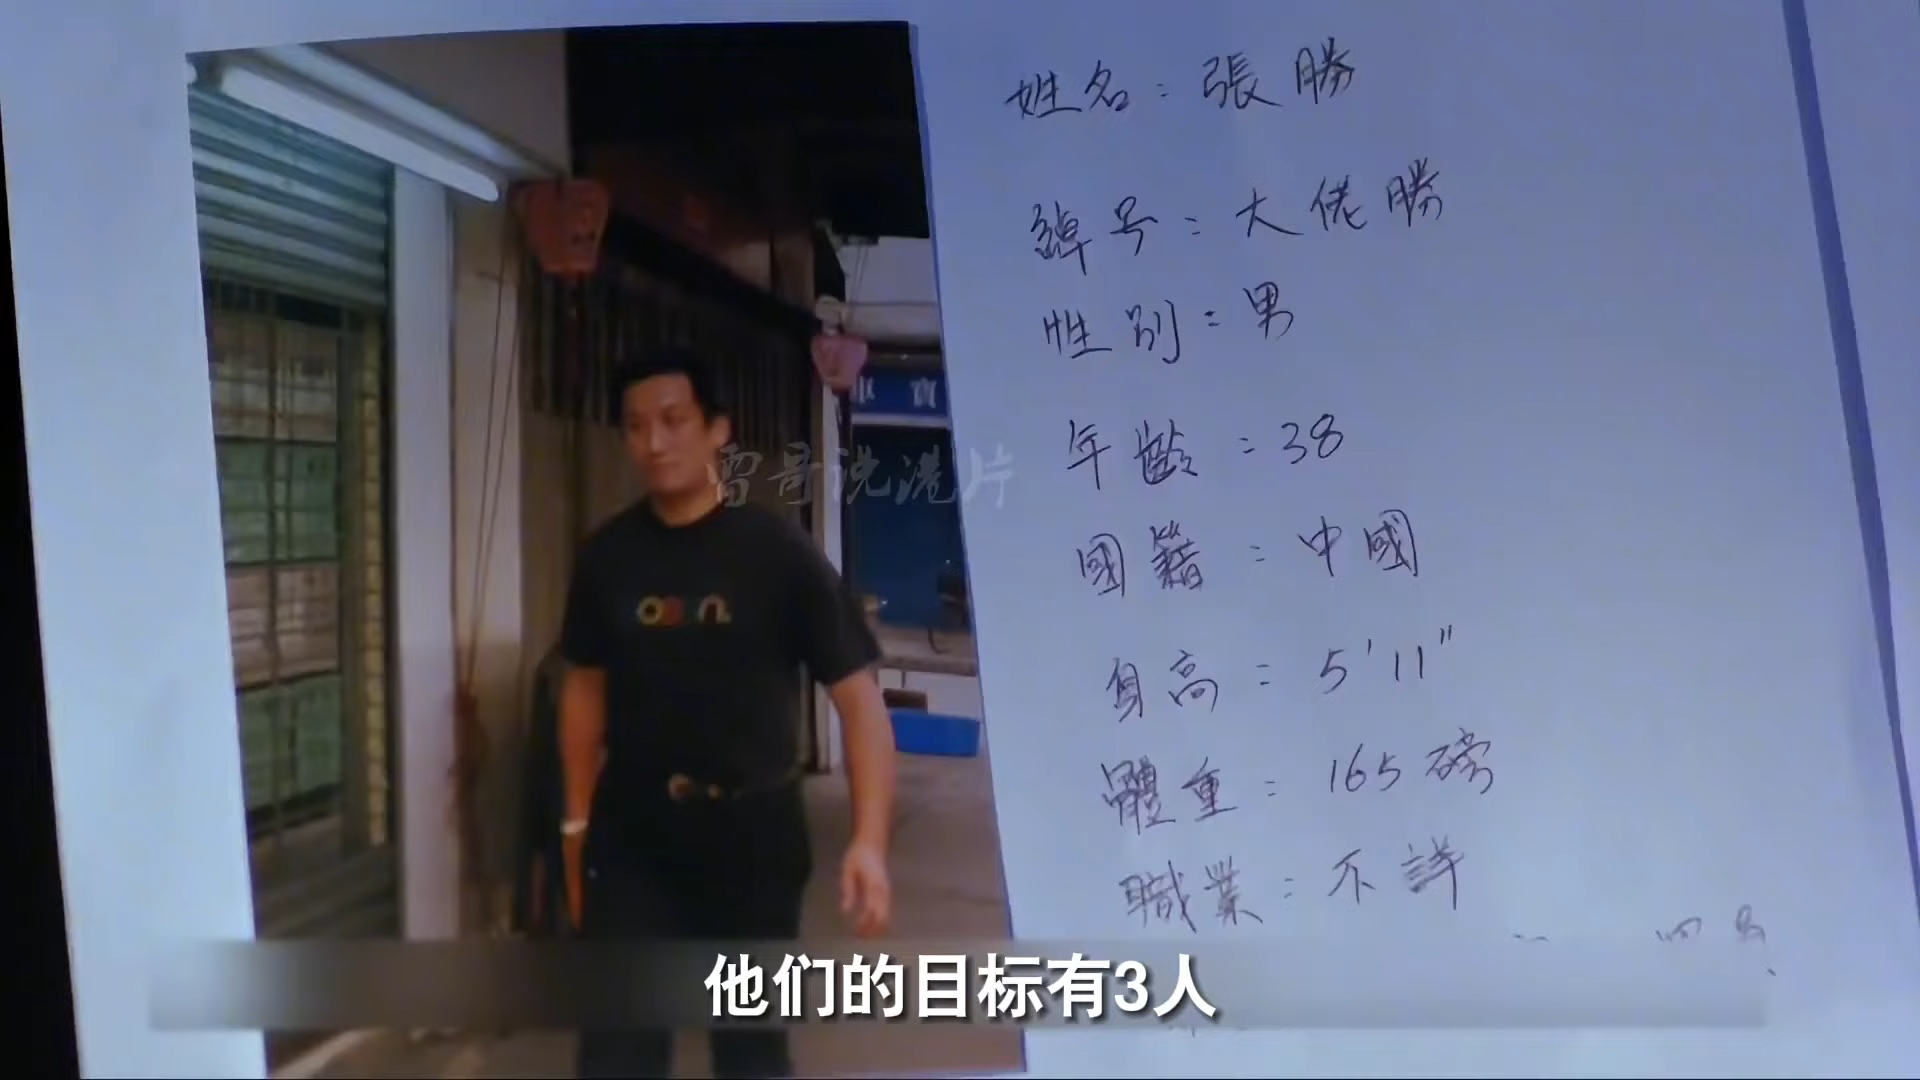 姓名：張勝
綽号：大佬勝
性别：男
年齡：38
國籍：中國
身高：5'11"
體重：165磅
職業：不詳
寶
雷哥说港片
他们的目标有3人